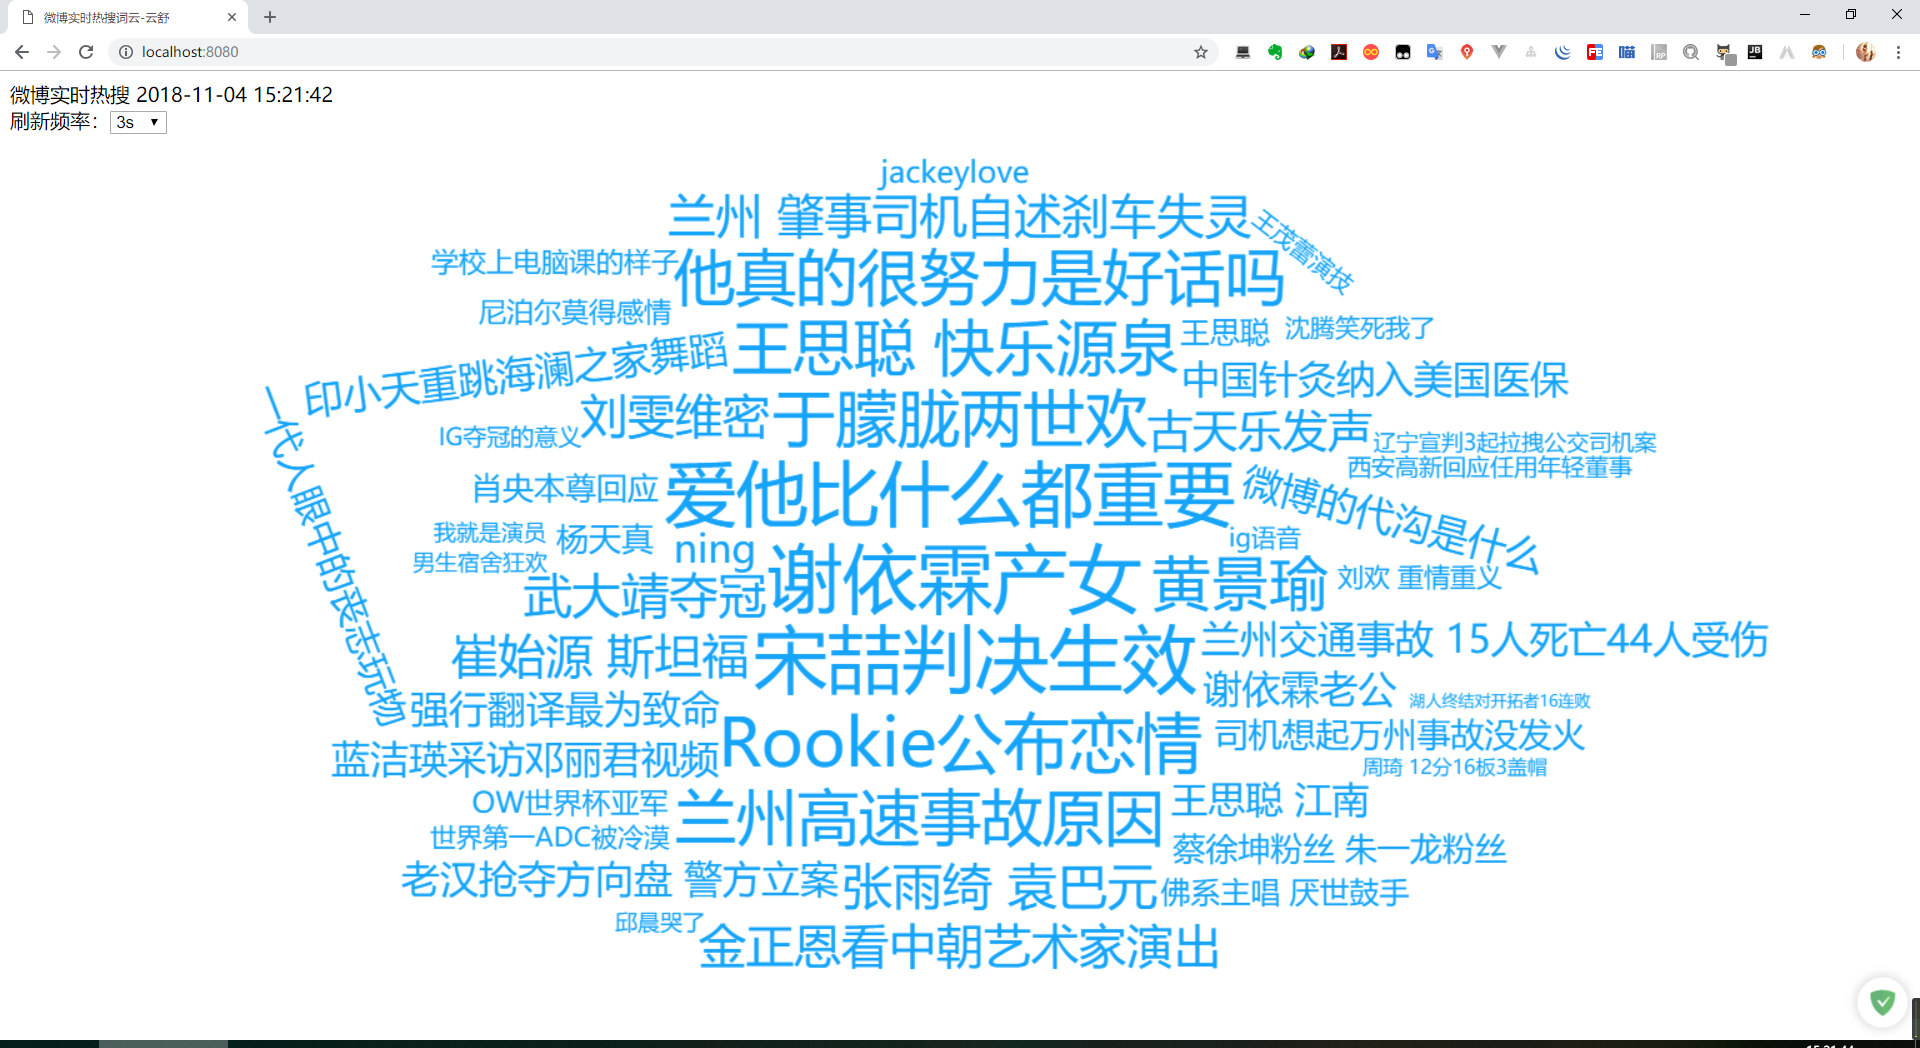 微博实时热搜词云-云舒
localhost:8080
微博实时热搜 2018-11-04 15:21:42
刷新频率：3s
jackeylove
兰州 肇事司机自述刹车失灵
王茂蕾演技
学校上电脑课的样子
他真的很努力是好话吗
尼泊尔莫得感情
王思聪 快乐源泉
王思聪
沈腾笑死我了
印小天重跳海澜之家舞蹈
中国针灸纳入美国医保
一代人眼中的丧志玩物
刘雯维密
于朦胧两世欢
古天乐发声
IG夺冠的意义
辽宁宣判3起拉拽公交司机案
西安高新回应任用年轻董事
肖央本尊回应
爱他比什么都重要
微博的代沟是什么
我就是演员
杨天真
ning
ig语音
男生宿舍狂欢
武大靖夺冠
谢依霖产女
黄景瑜
刘欢 重情重义
崔始源 斯坦福
宋喆判决生效
兰州交通事故 15人死亡44人受伤
谢依霖老公
湖人终结对开拓者16连败
强行翻译最为致命
Rookie公布恋情
司机想起万州事故没发火
蓝洁瑛采访邓丽君视频
周琦 12分16板3盖帽
OW世界杯亚军
兰州高速事故原因
王思聪 江南
世界第一ADC被冷漠
蔡徐坤粉丝 朱一龙粉丝
老汉抢夺方向盘 警方立案
张雨绮 袁巴元
佛系主唱 厌世鼓手
邱晨哭了
金正恩看中朝艺术家演出